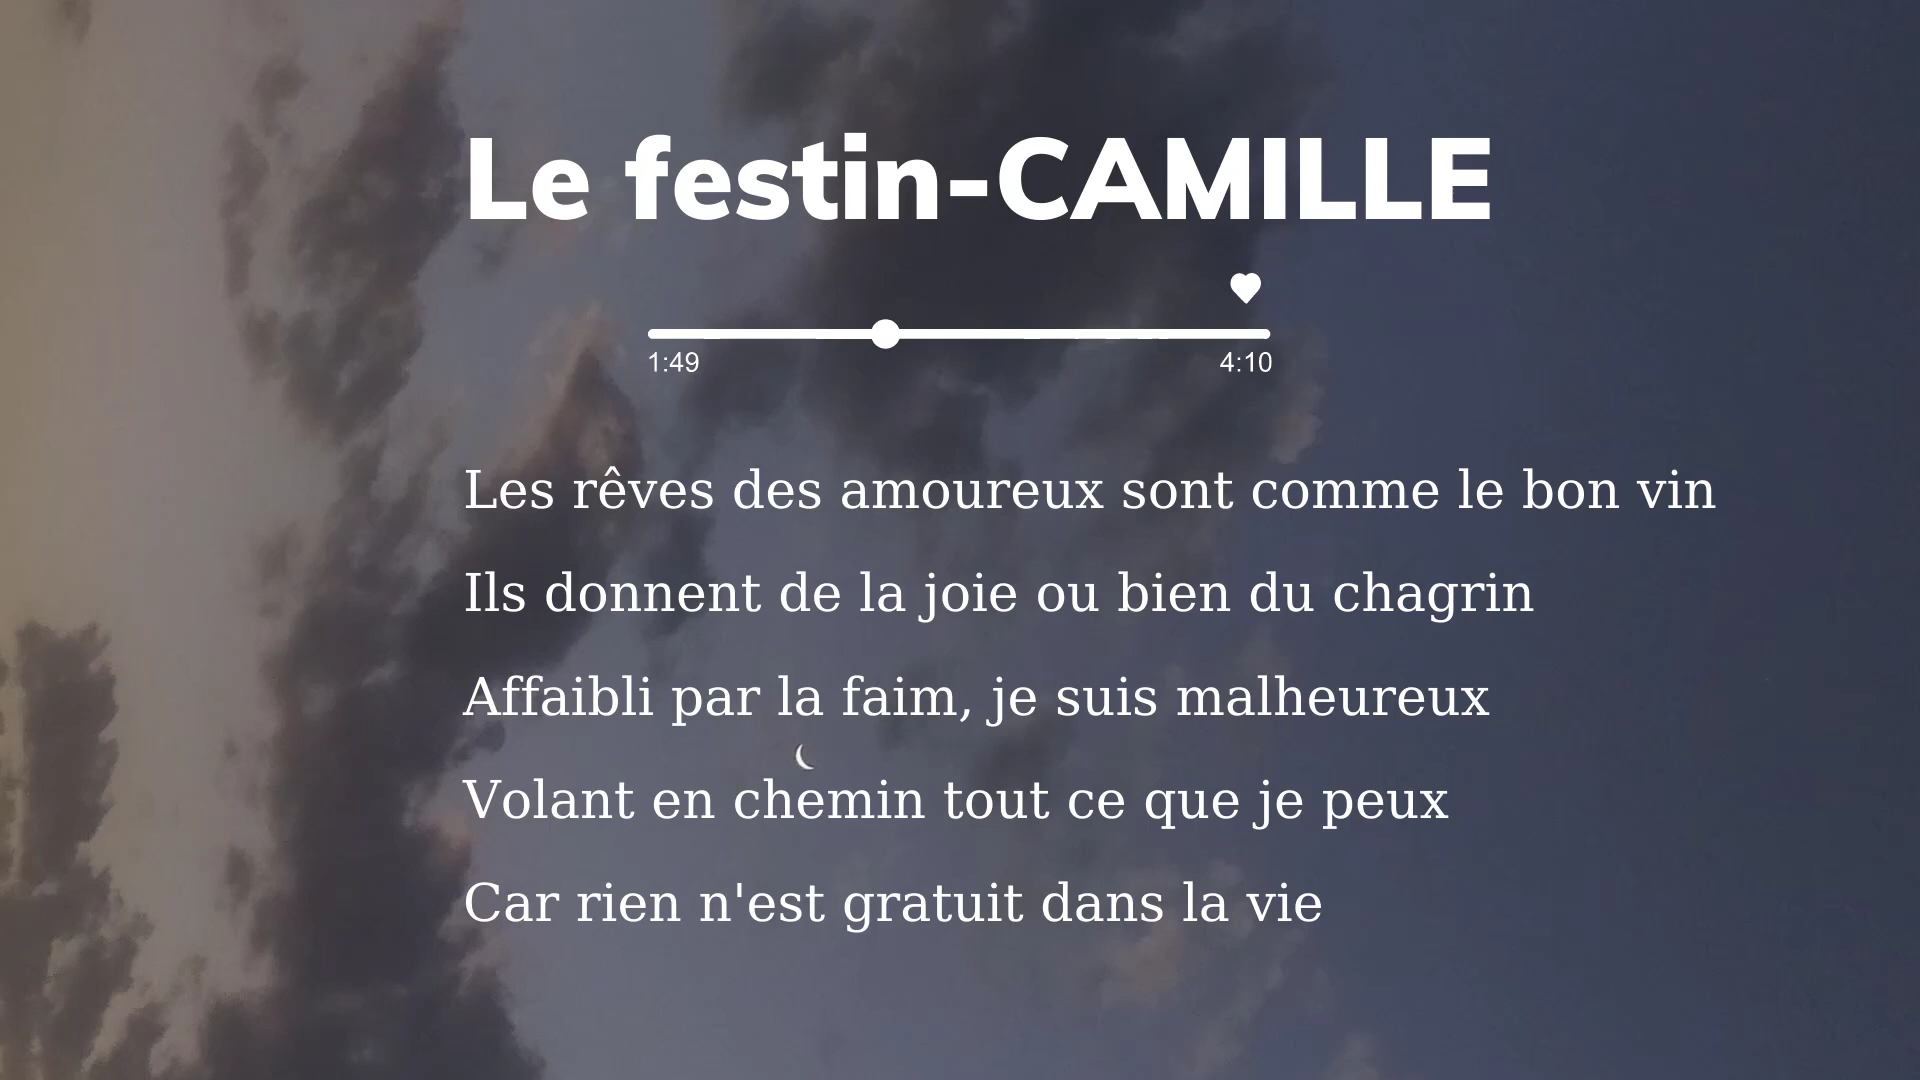 Le festin-CAMILLE
1:49 4:10
Les rêves des amoureux sont comme le bon vin
Ils donnent de la joie ou bien du chagrin
Affaibli par la faim, je suis malheureux
Volant en chemin tout ce que je peux
Car rien n'est gratuit dans la vie